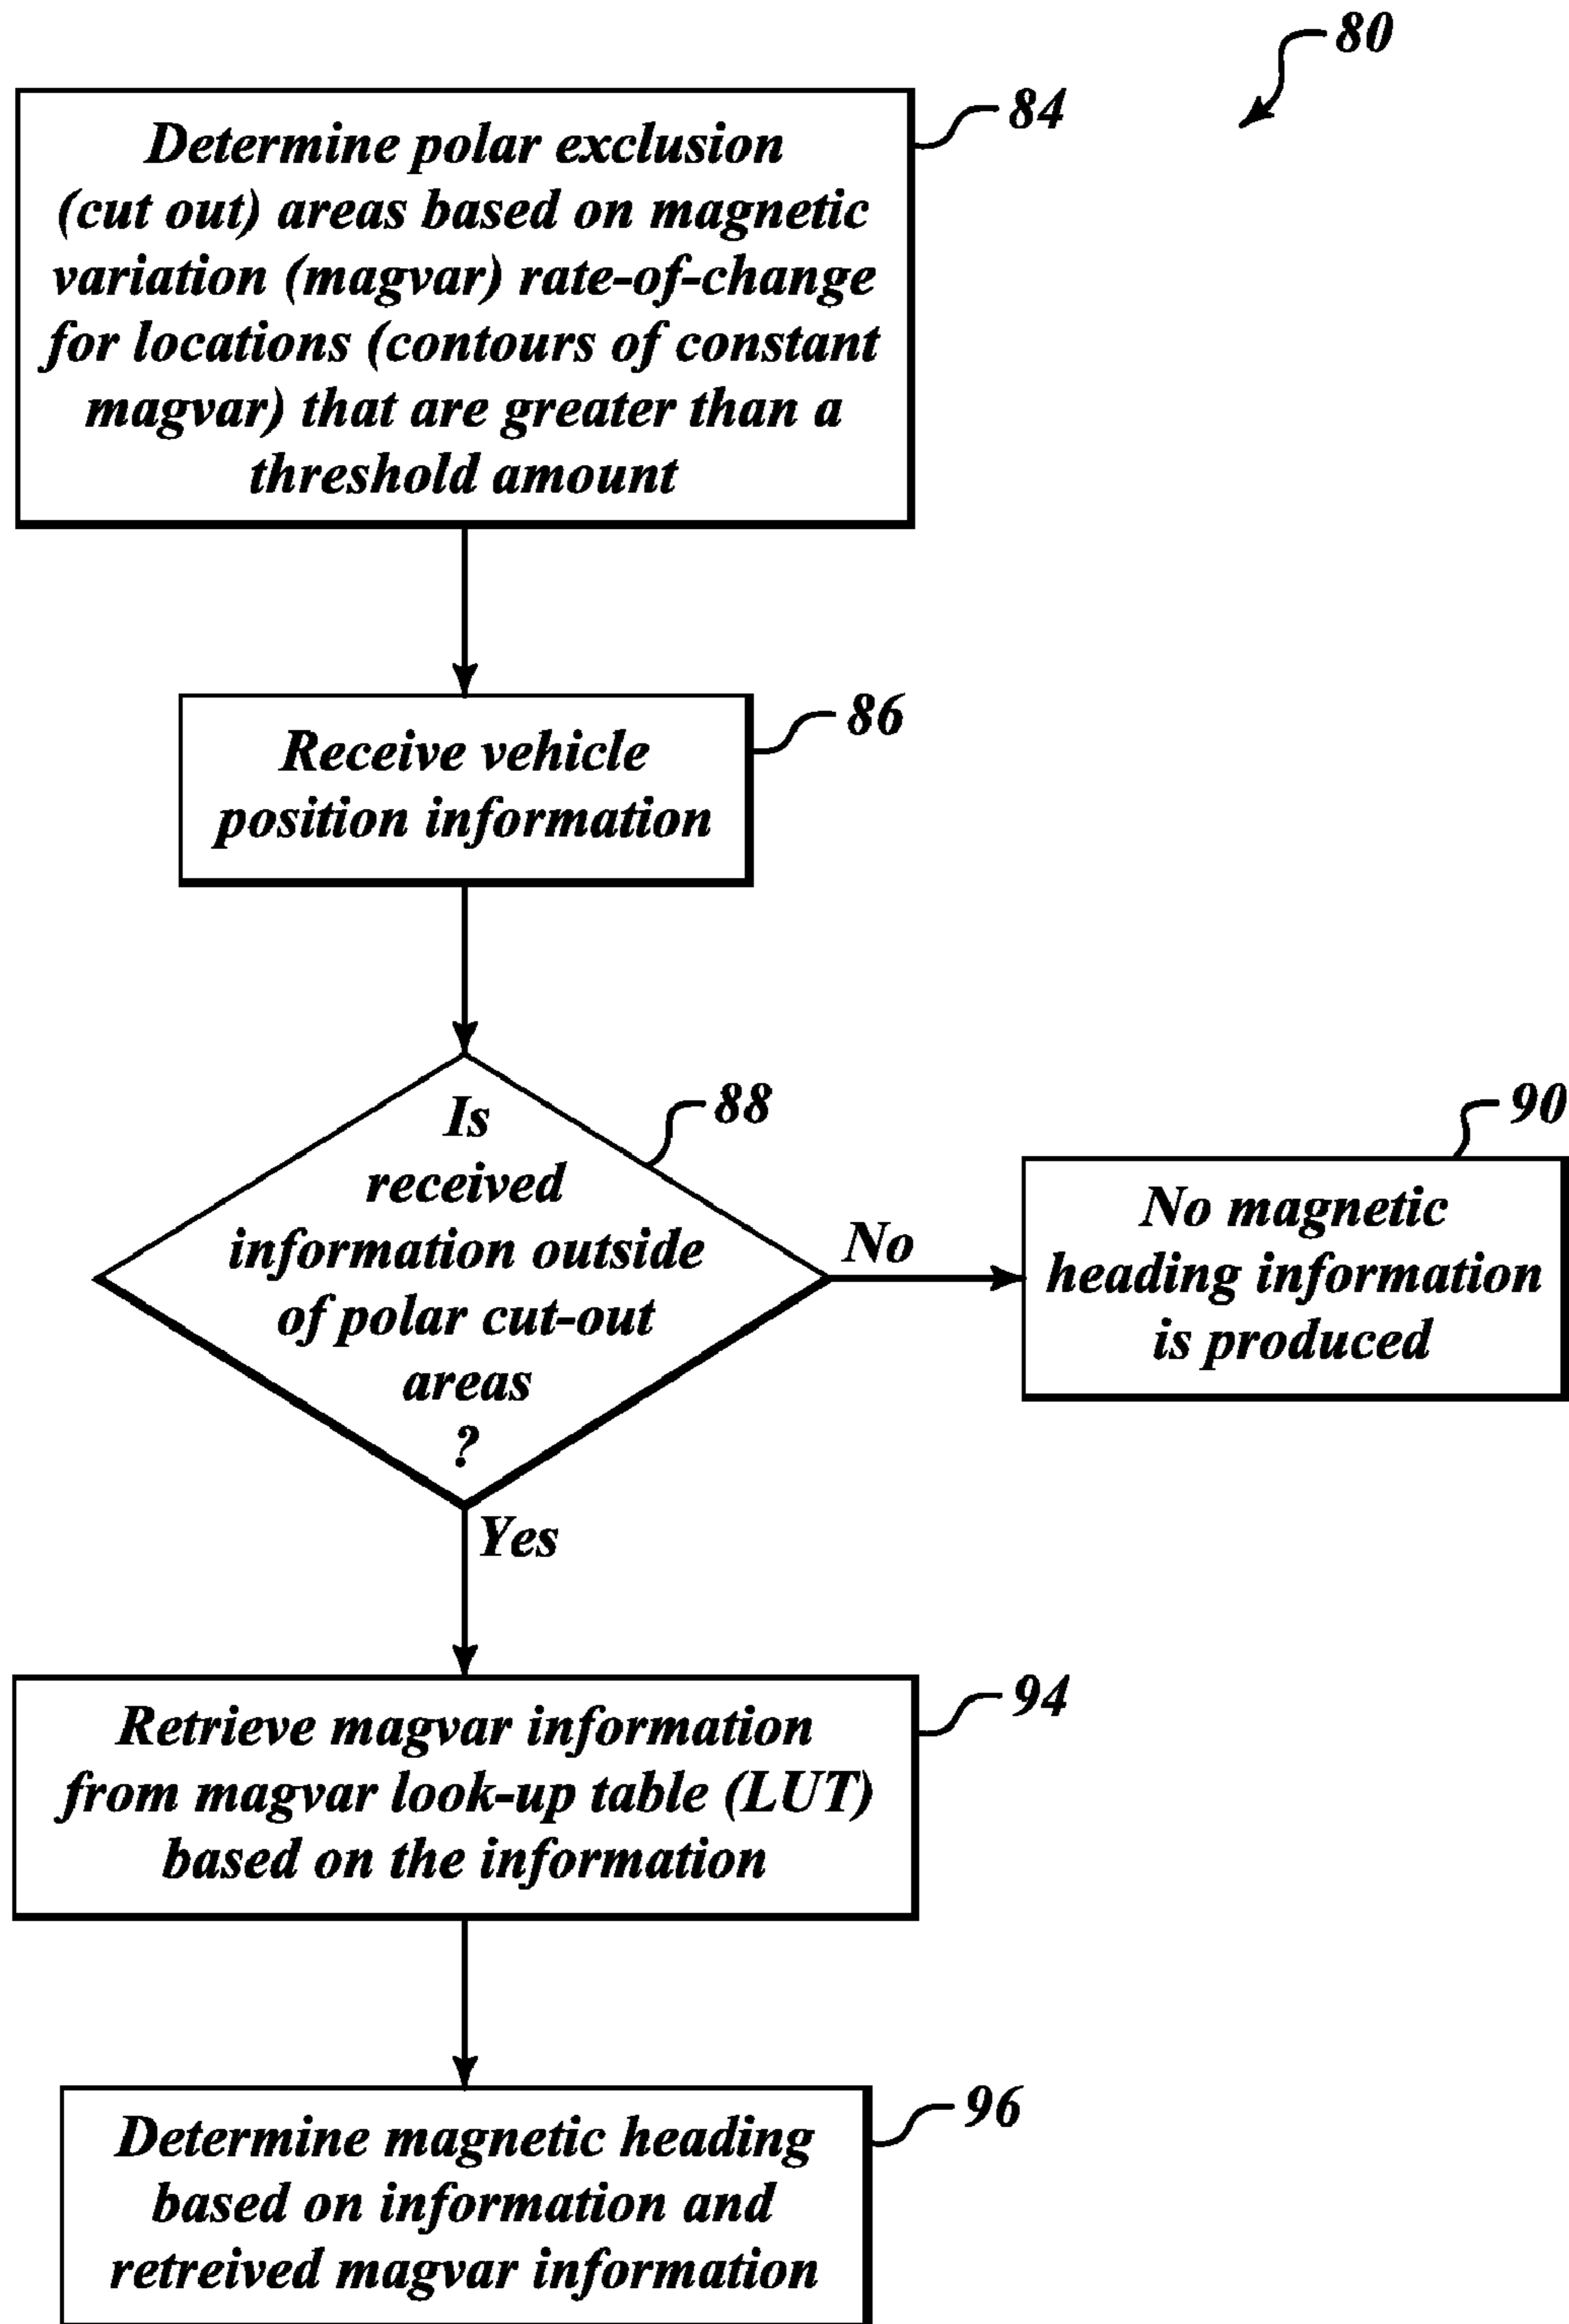 80
84
Determine polar exclusion
(cut out) areas based on magnetic
variation (magvar) rate-of-change
for locations (contours of constant
magvar) that are greater than a
threshold amount
86
Receive vehicle
position information
88
Is
received
information outside
of polar cut-out
areas
?
No
90
No magnetic
heading information
is produced
Yes
94
Retrieve magvar information
from magvar look-up table (LUT)
based on the information
96
Determine magnetic heading
based on information and
retreived magvar information